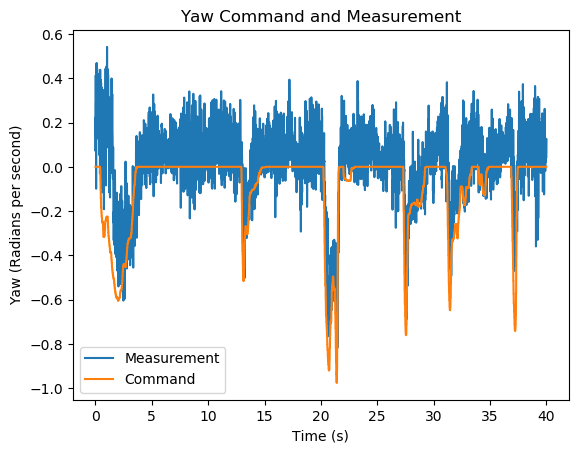 Yaw Command and Measurement
0.6
0.4
0.2
0.0
−0.2
−0.4
−0.6
−0.8
−1.0
Yaw (Radians per second)
Measurement
Command
0 5 10 15 20 25 30 35 40
Time (s)